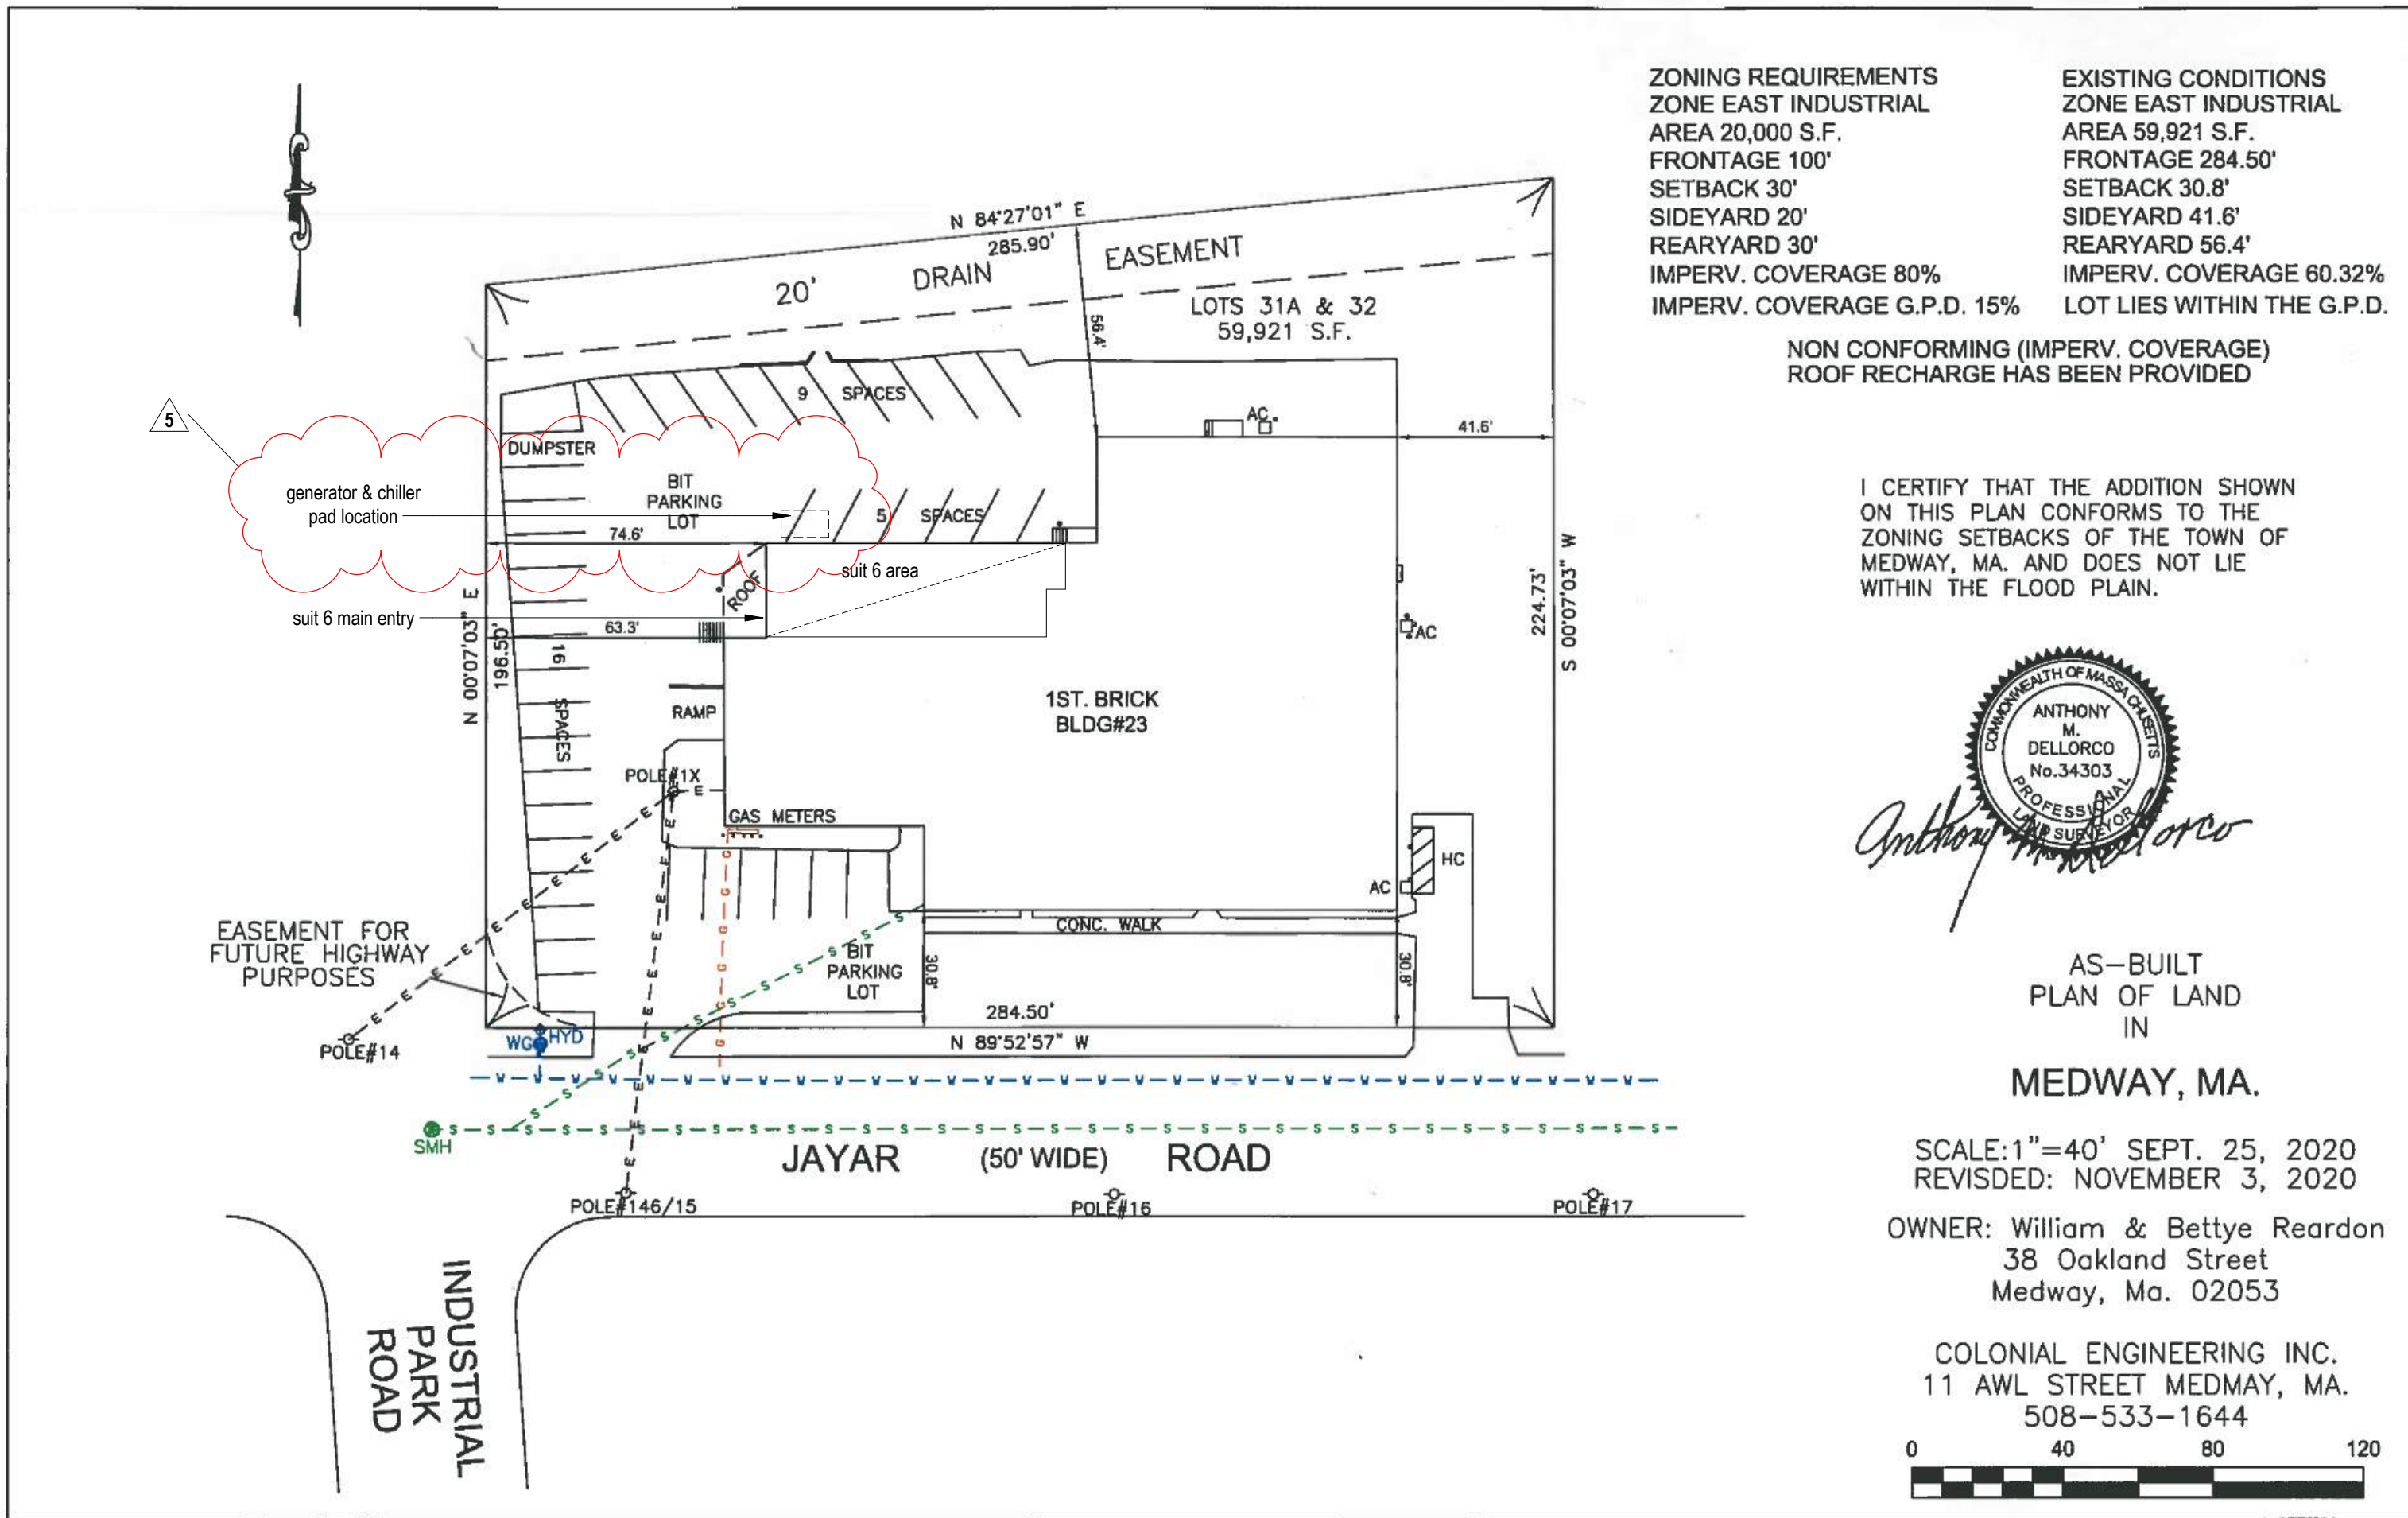 ZONING REQUIREMENTS
ZONE EAST INDUSTRIAL
AREA 20,000 S.F.
FRONTAGE 100'
SETBACK 30'
SIDEYARD 20'
REARYARD 30'
IMPERV. COVERAGE 80%
IMPERV. COVERAGE G.P.D. 15%
EXISTING CONDITIONS
ZONE EAST INDUSTRIAL
AREA 59,921 S.F.
FRONTAGE 284.50'
SETBACK 30.8'
SIDEYARD 41.6'
REARYARD 56.4'
IMPERV. COVERAGE 60.32%
LOT LIES WITHIN THE G.P.D.
NON CONFORMING (IMPERV. COVERAGE)
ROOF RECHARGE HAS BEEN PROVIDED
N 84°27'01" E
285.90'
20' DRAIN EASEMENT
LOTS 31A & 32
59,921 S.F.
56.4'
9 SPACES
5
DUMPSTER
AC
41.6'
generator & chiller
pad location
BIT
PARKING
LOT
5 SPACES
74.6'
ROOF
suit 6 area
suit 6 main entry
63.3'
N 00°07'03" E
196.50'
16 SPACES
RAMP
1ST. BRICK
BLDG#23
AC
224.73'
S 00°07'03" W
POLE#1X
E
GAS METERS
HC
AC
CONC. WALK
BIT
PARKING
LOT
30.8'
30.8'
EASEMENT FOR
FUTURE HIGHWAY
PURPOSES
284.50'
N 89°52'57" W
POLE#14
WG HYD
SMH
JAYAR (50' WIDE) ROAD
POLE#146/15
POLE#16
POLE#17
INDUSTRIAL
PARK
ROAD
I CERTIFY THAT THE ADDITION SHOWN
ON THIS PLAN CONFORMS TO THE
ZONING SETBACKS OF THE TOWN OF
MEDWAY, MA. AND DOES NOT LIE
WITHIN THE FLOOD PLAIN.
COMMONWEALTH OF MASSACHUSETTS
ANTHONY
M.
DELLORCO
No.34303
PROFESSIONAL
LAND SURVEYOR
Anthony M Dellorco
AS-BUILT
PLAN OF LAND
IN
MEDWAY, MA.
SCALE:1"=40' SEPT. 25, 2020
REVISDED: NOVEMBER 3, 2020
OWNER: William & Bettye Reardon
38 Oakland Street
Medway, Ma. 02053
COLONIAL ENGINEERING INC.
11 AWL STREET MEDMAY, MA.
508-533-1644
0 40 80 120